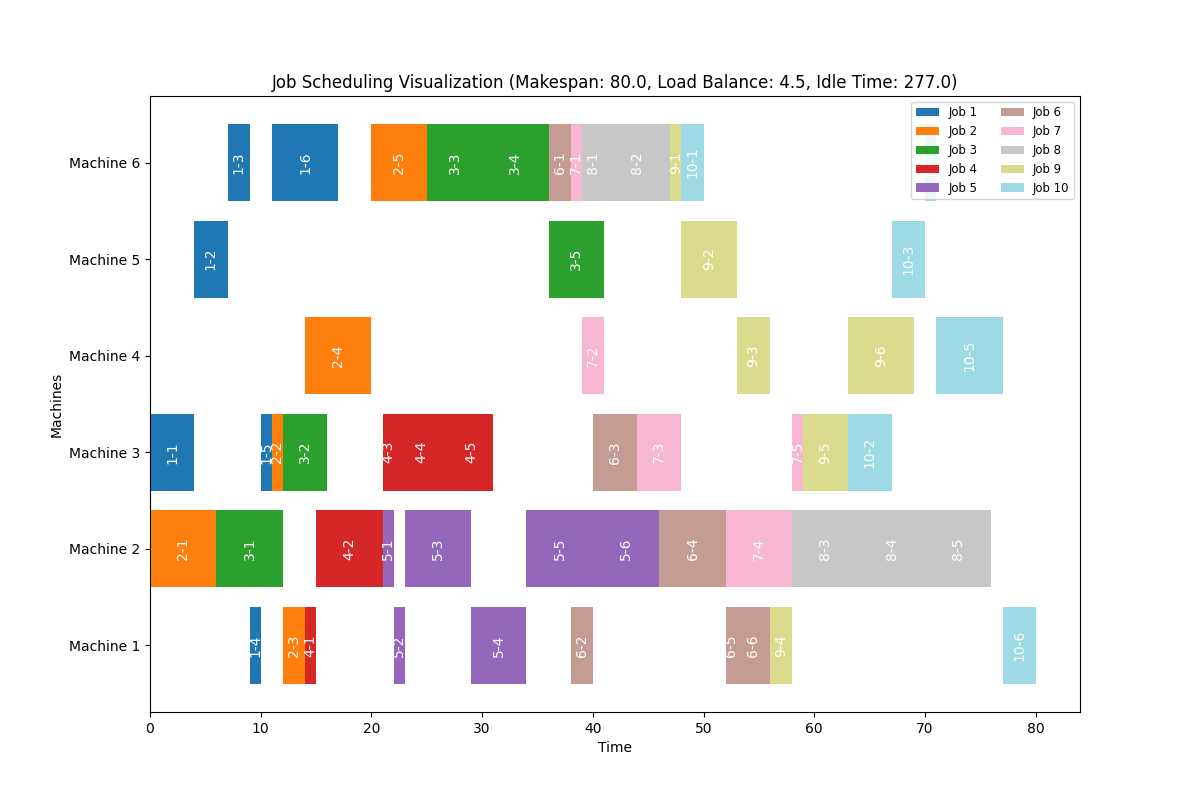 Job Scheduling Visualization (Makespan: 80.0, Load Balance: 4.5, Idle Time: 277.0)
Job 1 Job 6
Job 2 Job 7
Job 3 Job 8
Job 4 Job 9
Job 5 Job 10
Machine 6 1-3 1-6 2-5 3-3 3-4 6-1 7-1 8-1 8-2 9-1 10-1
Machine 5 1-2 3-5 9-2 10-3
Machine 4 2-4 7-2 9-3 9-6 10-5
Machine 3 1-1 1-5 2-2 3-2 4-3 4-4 4-5 6-3 7-3 7-5 9-5 10-2
Machine 2 2-1 3-1 4-2 5-1 5-3 5-5 5-6 6-4 7-4 8-3 8-4 8-5
Machine 1 1-4 2-3 4-1 5-2 5-4 6-2 6-5 6-6 9-4 10-6
Machines
0 10 20 30 40 50 60 70 80
Time